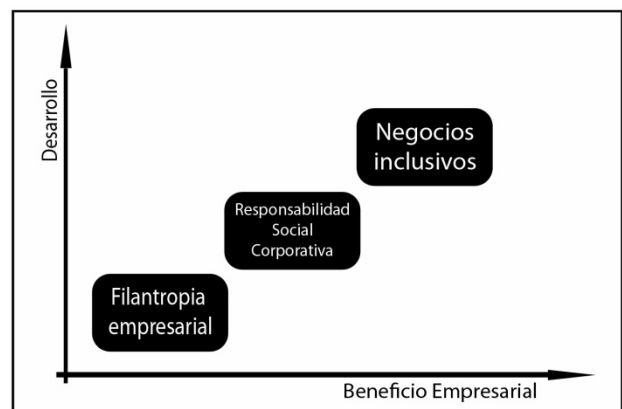 Desarrollo
Negocios
inclusivos
Responsabilidad
Social
Corporativa
Filantropia
empresarial
Beneficio Empresarial